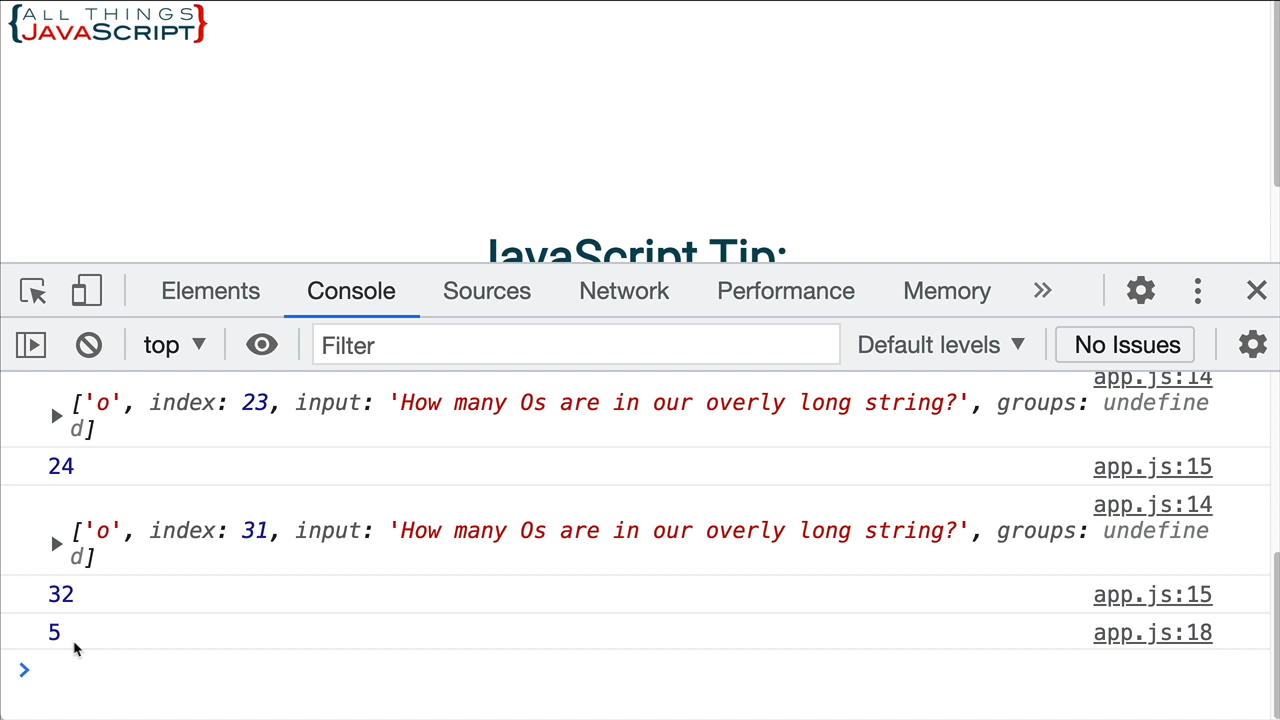 {ALL THINGS
JAVASCRIPT}
JavaScript Tip:
Elements Console Sources Network Performance Memory »
top Filter Default levels No Issues
app.js:14
['o', index: 23, input: 'How many Os are in our overly long string?', groups: undefine
d]
24 app.js:15
app.js:14
['o', index: 31, input: 'How many Os are in our overly long string?', groups: undefine
d]
32 app.js:15
5 app.js:18
>